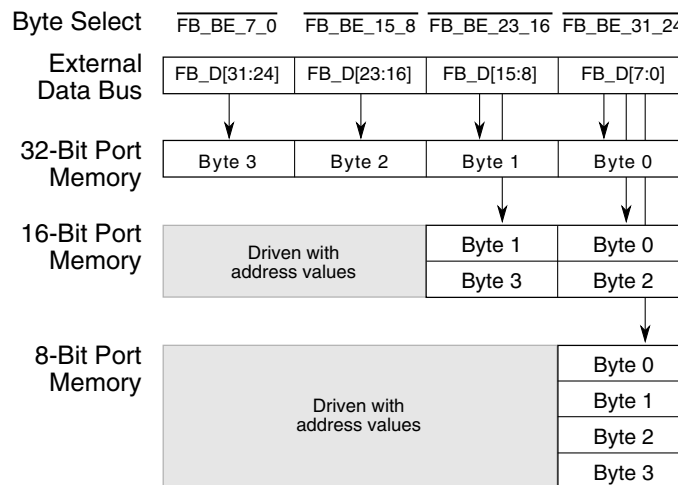 Byte Select FB_BE_7_0 FB_BE_15_8 FB_BE_23_16 FB_BE_31_24
External
Data Bus
FB_D[31:24] FB_D[23:16] FB_D[15:8] FB_D[7:0]
32-Bit Port
Memory
Byte 3 Byte 2 Byte 1 Byte 0
16-Bit Port
Memory
Driven with
address values
Byte 1 Byte 0
Byte 3 Byte 2
8-Bit Port
Memory
Driven with
address values
Byte 0
Byte 1
Byte 2
Byte 3